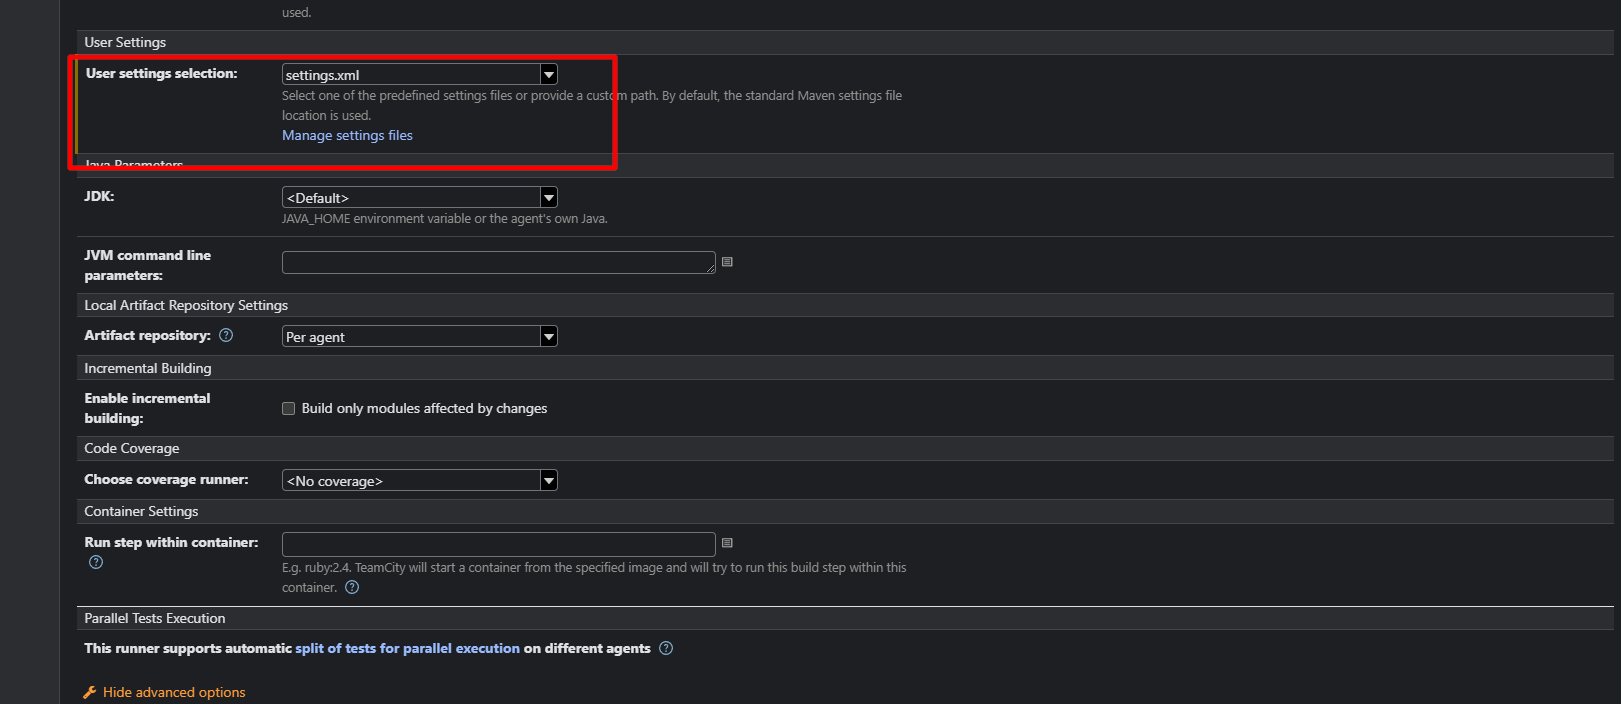 used.
User Settings
User settings selection:
settings.xml
Select one of the predefined settings files or provide a custom path. By default, the standard Maven settings file
location is used.
Manage settings files
Java Parameters
JDK:
<Default>
JAVA_HOME environment variable or the agent's own Java.
JVM command line
parameters:
Local Artifact Repository Settings
Artifact repository:
Per agent
Incremental Building
Enable incremental
building:
Build only modules affected by changes
Code Coverage
Choose coverage runner:
<No coverage>
Container Settings
Run step within container:
E.g. ruby:2.4. TeamCity will start a container from the specified image and will try to run this build step within this
container.
Parallel Tests Execution
This runner supports automatic split of tests for parallel execution on different agents
Hide advanced options